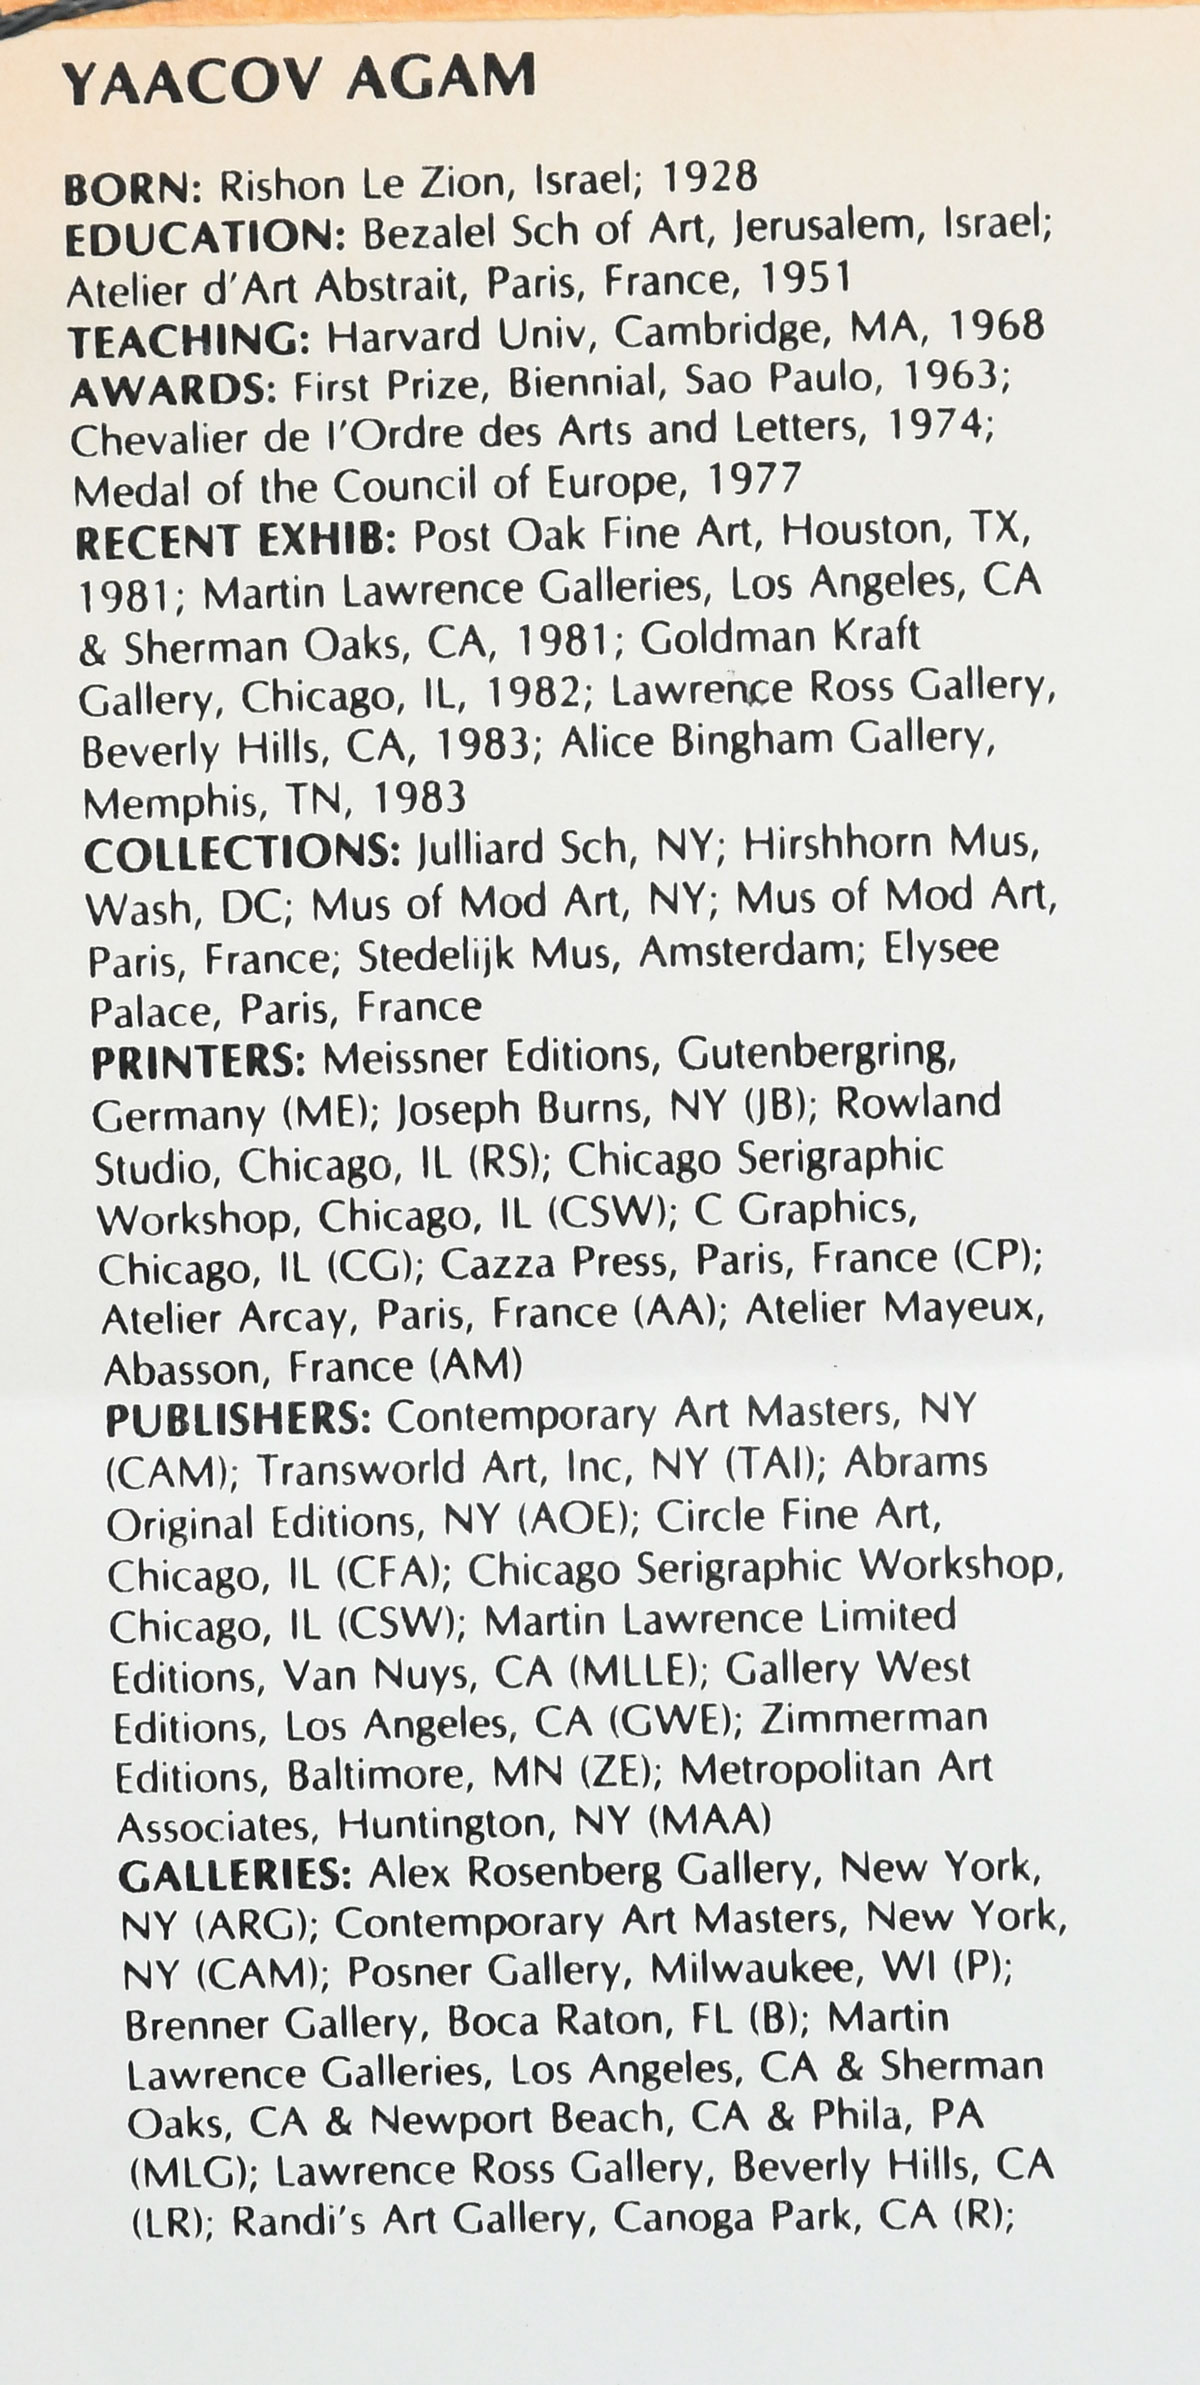 YAACOV AGAM
BORN: Rishon Le Zion, Israel; 1928
EDUCATION: Bezalel Sch of Art, Jerusalem, Israel;
Atelier d'Art Abstrait, Paris, France, 1951
TEACHING: Harvard Univ, Cambridge, MA, 1968
AWARDS: First Prize, Biennial, Sao Paulo, 1963;
Chevalier de l'Ordre des Arts and Letters, 1974;
Medal of the Council of Europe, 1977
RECENT EXHIB: Post Oak Fine Art, Houston, TX,
1981; Martin Lawrence Galleries, Los Angeles, CA
& Sherman Oaks, CA, 1981; Goldman Kraft
Gallery, Chicago, IL, 1982; Lawrence Ross Gallery,
Beverly Hills, CA, 1983; Alice Bingham Gallery,
Memphis, TN, 1983
COLLECTIONS: Julliard Sch, NY; Hirshhorn Mus,
Wash, DC; Mus of Mod Art, NY; Mus of Mod Art,
Paris, France; Stedelijk Mus, Amsterdam; Elysee
Palace, Paris, France
PRINTERS: Meissner Editions, Gutenbergring,
Germany (ME); Joseph Burns, NY (JB); Rowland
Studio, Chicago, IL (RS); Chicago Serigraphic
Workshop, Chicago, IL (CSW); C Graphics,
Chicago, IL (CG); Cazza Press, Paris, France (CP);
Atelier Arcay, Paris, France (AA); Atelier Mayeux,
Abasson, France (AM)
PUBLISHERS: Contemporary Art Masters, NY
(CAM); Transworld Art, Inc, NY (TAI); Abrams
Original Editions, NY (AOE); Circle Fine Art,
Chicago, IL (CFA); Chicago Serigraphic Workshop,
Chicago, IL (CSW); Martin Lawrence Limited
Editions, Van Nuys, CA (MLLE); Gallery West
Editions, Los Angeles, CA (GWE); Zimmerman
Editions, Baltimore, MN (ZE); Metropolitan Art
Associates, Huntington, NY (MAA)
GALLERIES: Alex Rosenberg Gallery, New York,
NY (ARG); Contemporary Art Masters, New York,
NY (CAM); Posner Gallery, Milwaukee, WI (P);
Brenner Gallery, Boca Raton, FL (B); Martin
Lawrence Galleries, Los Angeles, CA & Sherman
Oaks, CA & Newport Beach, CA & Phila, PA
(MLG); Lawrence Ross Gallery, Beverly Hills, CA
(LR); Randi's Art Gallery, Canoga Park, CA (R);